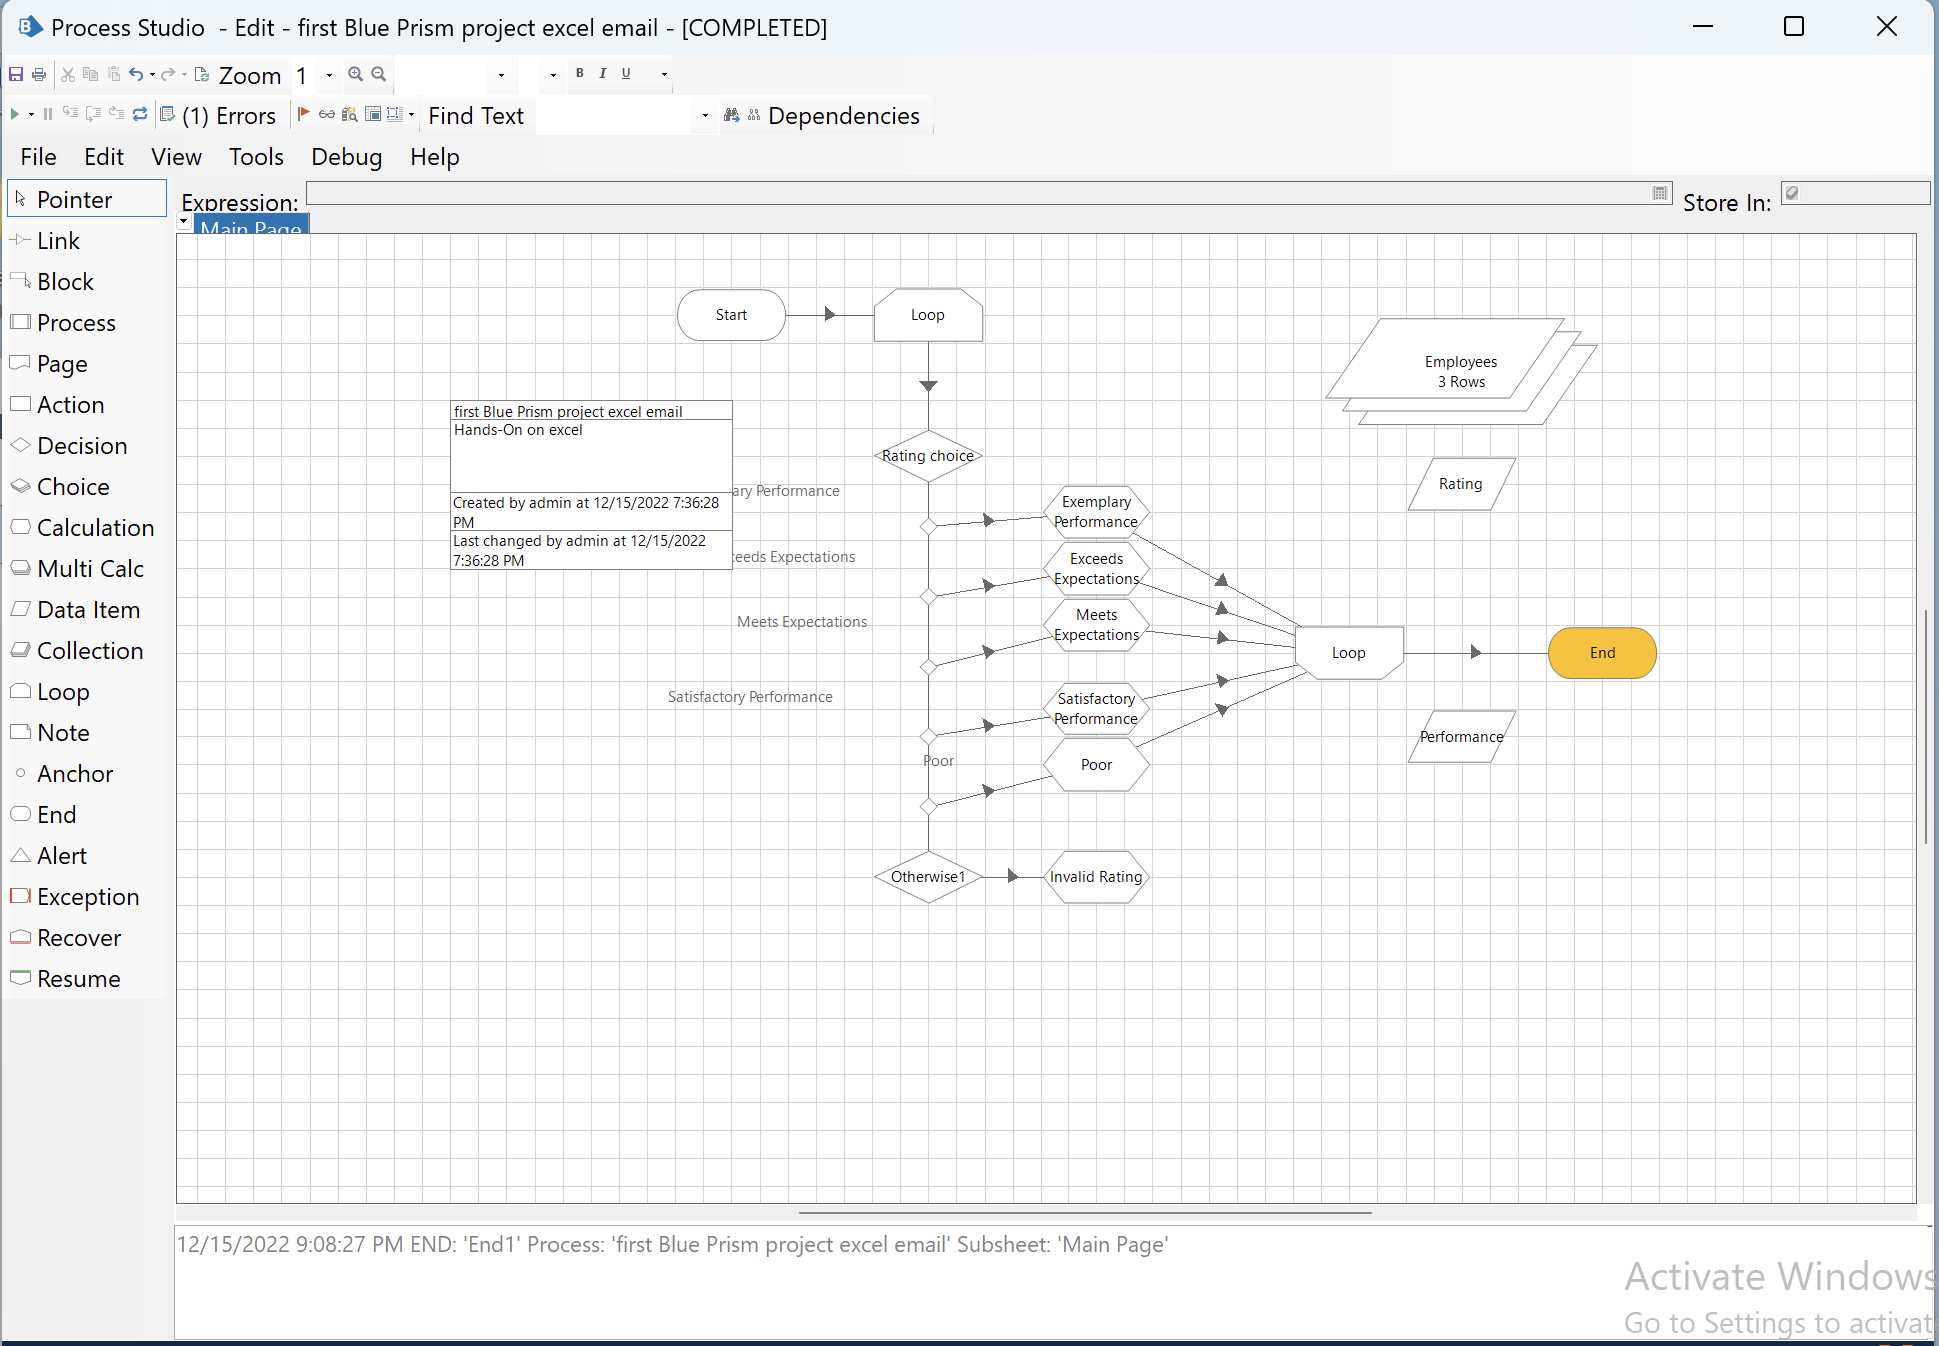 Process Studio - Edit - first Blue Prism project excel email - [COMPLETED]
Zoom 1 B I U
(1) Errors Find Text Dependencies
File Edit View Tools Debug Help
Expression: Store In:
Main Page
Pointer
Link
Block
Process
Page
Action
Decision
Choice
Calculation
Multi Calc
Data Item
Collection
Loop
Note
Anchor
End
Alert
Exception
Recover
Resume
Start
Loop
Employees
3 Rows
first Blue Prism project excel email
Hands-On on excel
Created by admin at 12/15/2022 7:36:28
PM
Last changed by admin at 12/15/2022
7:36:28 PM
Rating choice
Rating
ary Performance
Exemplary
Performance
ceeds Expectations
Exceeds
Expectations
Meets Expectations
Meets
Expectations
Loop
End
Satisfactory Performance
Satisfactory
Performance
Performance
Poor
Poor
Otherwise1
Invalid Rating
12/15/2022 9:08:27 PM END: 'End1' Process: 'first Blue Prism project excel email' Subsheet: 'Main Page'
Activate Windows
Go to Settings to activat